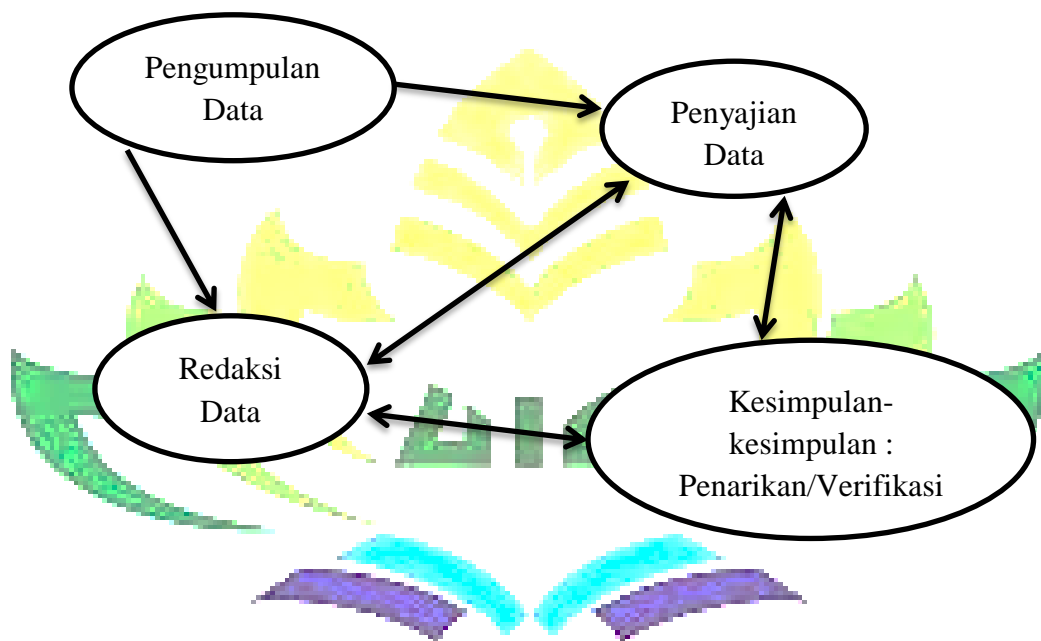 Pengumpulan
Data
Penyajian
Data
Redaksi
Data
Kesimpulan-
kesimpulan :
Penarikan/Verifikasi